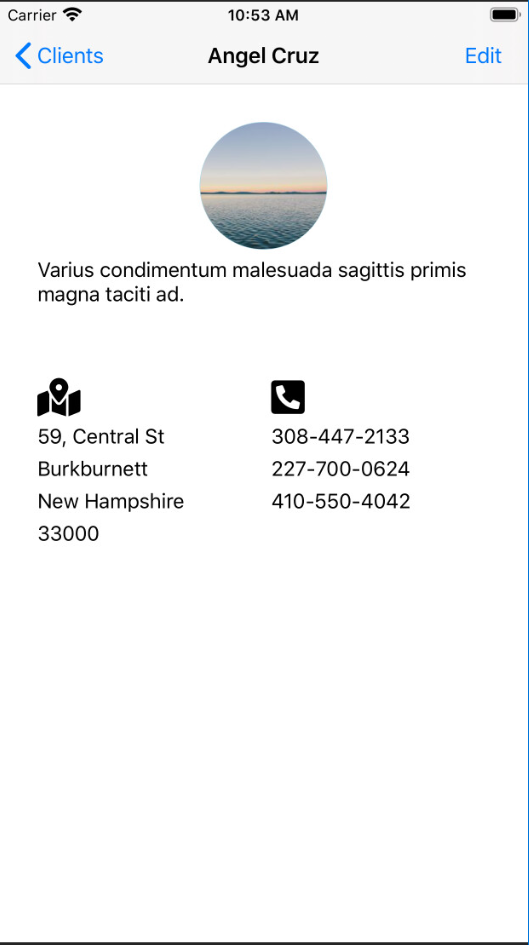 Carrier 10:53 AM
Clients Angel Cruz Edit
Varius condimentum malesuada sagittis primis
magna taciti ad.
59, Central St
Burkburnett
New Hampshire
33000
308-447-2133
227-700-0624
410-550-4042